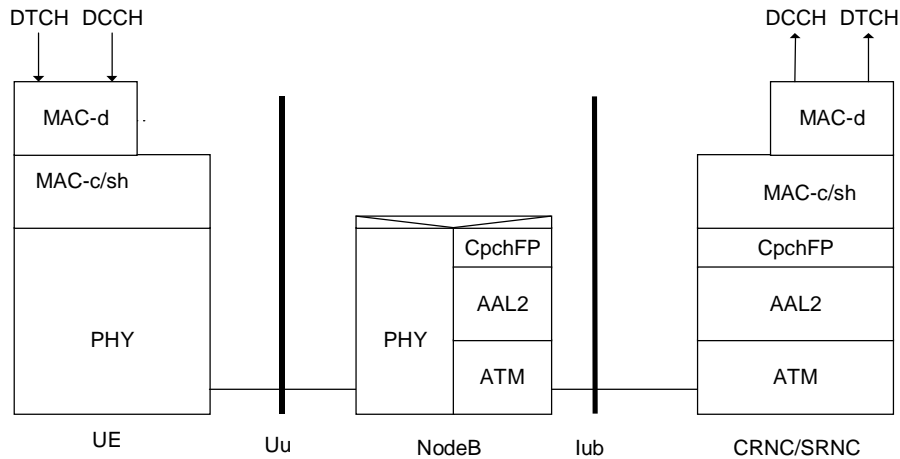 DTCH DCCH
DCCH DTCH
MAC-d
MAC-d
MAC-c/sh
MAC-c/sh
CpchFP
CpchFP
AAL2
AAL2
PHY
PHY
ATM
ATM
UE
Uu
NodeB
Iub
CRNC/SRNC